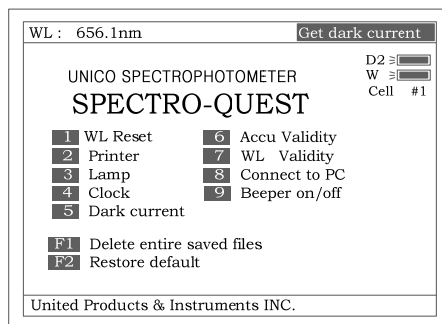 WL : 656.1nm Get dark current
D2
W
Cell #1
UNICO SPECTROPHOTOMETER
SPECTRO-QUEST
1 WL Reset 6 Accu Validity
2 Printer 7 WL Validity
3 Lamp 8 Connect to PC
4 Clock 9 Beeper on/off
5 Dark current
F1 Delete entire saved files
F2 Restore default
United Products & Instruments INC.